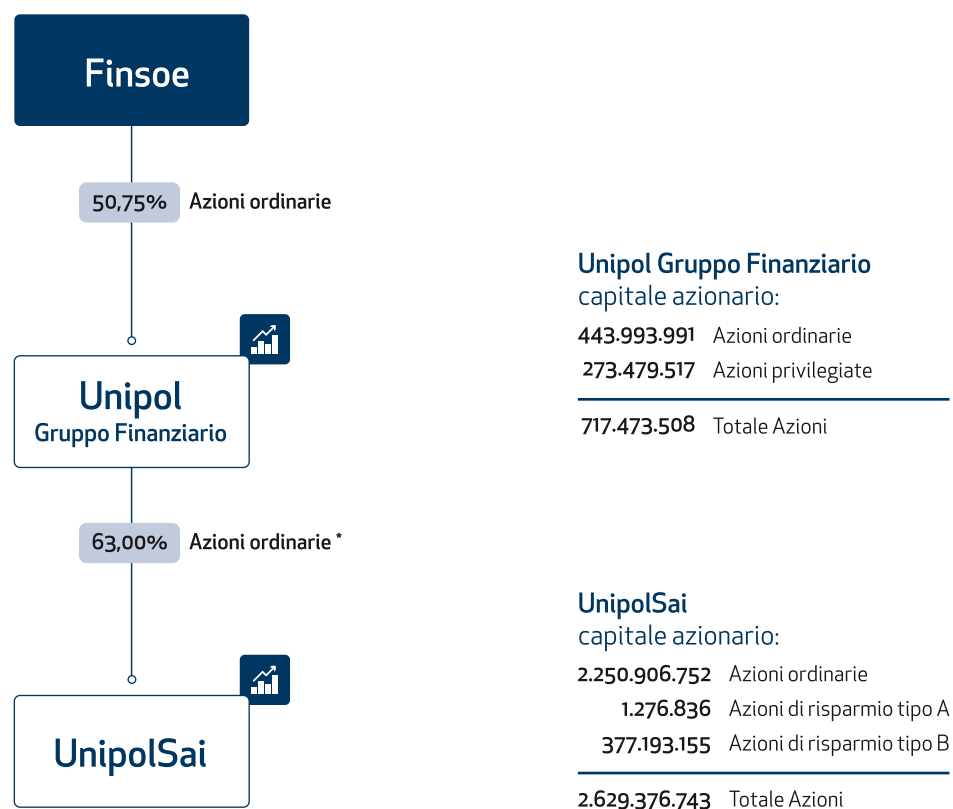 Finsoe
50,75% Azioni ordinarie
Unipol
Gruppo Finanziario
63,00% Azioni ordinarie *
UnipolSai
Unipol Gruppo Finanziario
capitale azionario:
443.993.991 Azioni ordinarie
273.479.517 Azioni privilegiate
717.473.508 Totale Azioni
UnipolSai
capitale azionario:
2.250.906.752 Azioni ordinarie
1.276.836 Azioni di risparmio tipo A
377.193.155 Azioni di risparmio tipo B
2.629.376.743 Totale Azioni